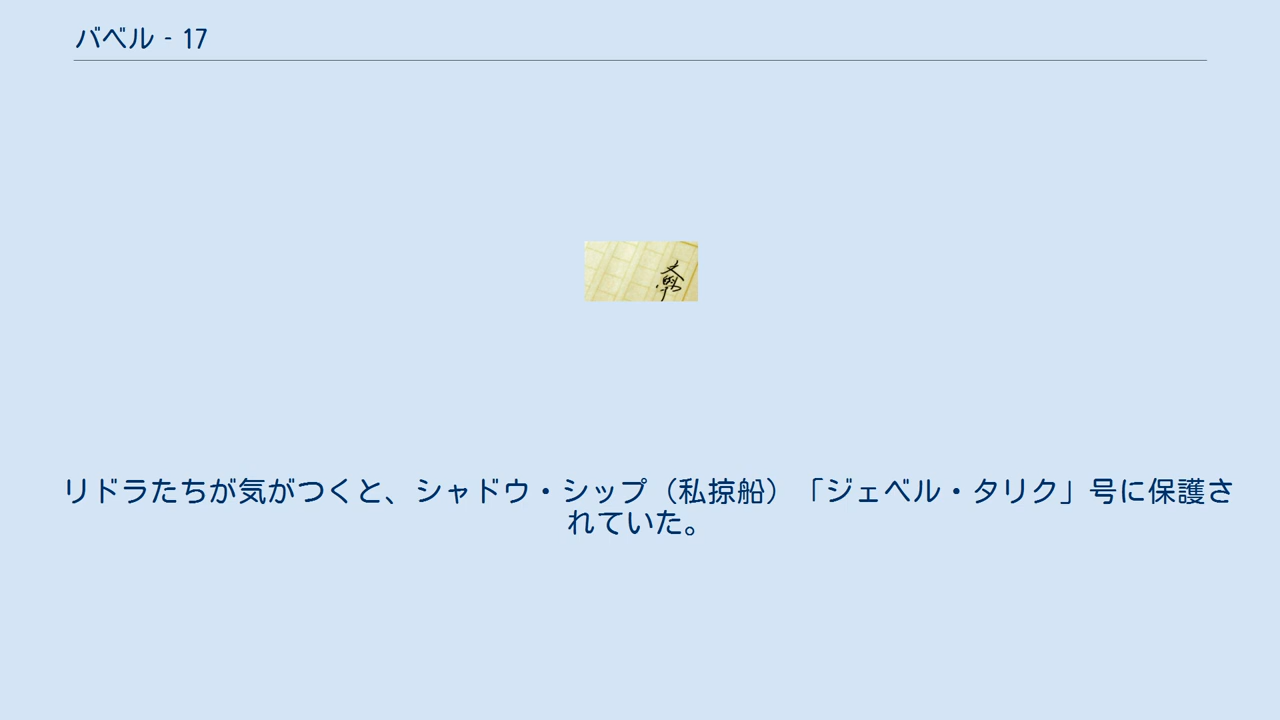 バベル - 17
リドラたちが気がつくと、シャドウ・シップ（私掠船）「ジェベル・タリク」号に保護さ
れていた。